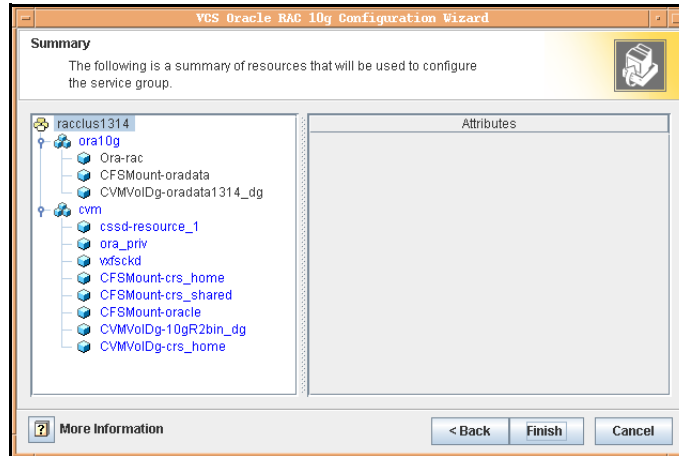 VCS Oracle RAC 10g Configuration Wizard
Summary
The following is a summary of resources that will be used to configure
the service group.
racclus1314
ora10g
Ora-rac
CFSMount-oradata
CVMVolDg-oradata1314_dg
cvm
cssd-resource_1
ora_priv
vxfsckd
CFSMount-crs_home
CFSMount-crs_shared
CFSMount-oracle
CVMVolDg-10gR2bin_dg
CVMVolDg-crs_home
Attributes
? More Information
< Back
Finish
Cancel